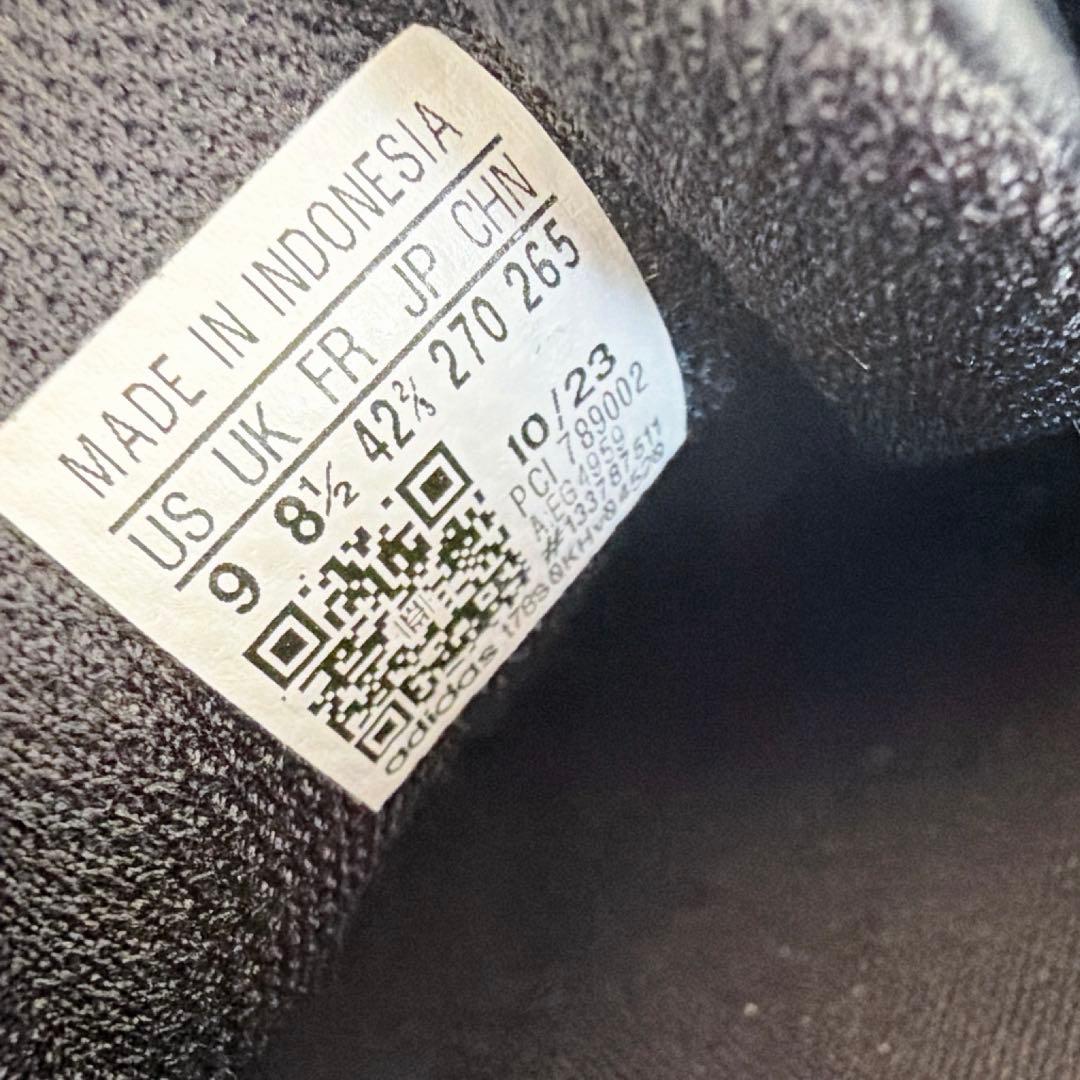 MADE IN INDONESIA
US UK FR JP CHN
9 8½ 42⅔ 270 265
10/23
PCI 789002
EG4959
adidas